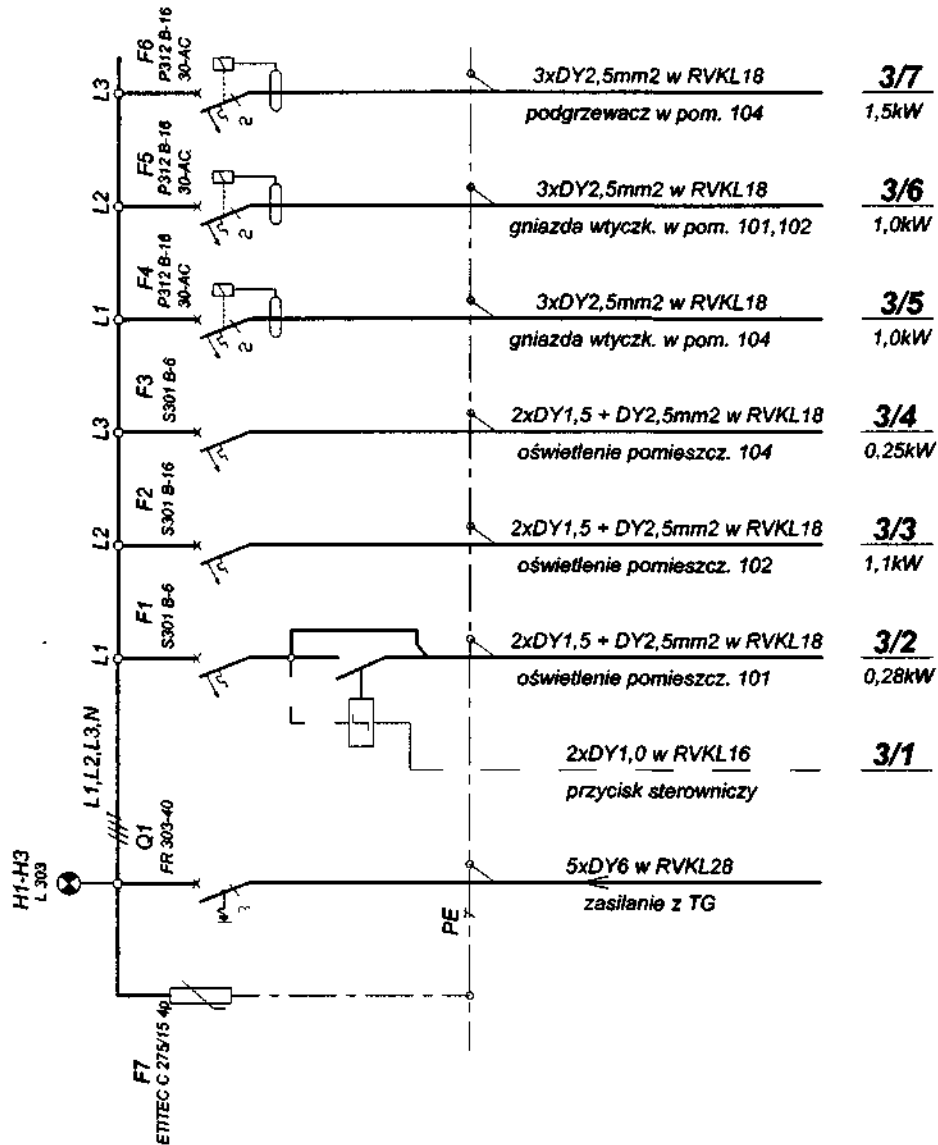 L3
F6
P312 B-16
30-AC
3xDY2,5mm2 w RVKL18
podgrzewacz w pom. 104
3/7
1,5kW
L2
F5
P312 B-16
30-AC
2
3xDY2,5mm2 w RVKL18
gniazda wtyczk. w pom. 101,102
3/6
1,0kW
2
L1
F4
P312 B-16
30-AC
3xDY2,5mm2 w RVKL18
gniazda wtyczk. w pom. 104
3/5
1,0kW
2
L3
F3
S301 B-6
2xDY1,5 + DY2,5mm2 w RVKL18
oświetlenie pomieszcz. 104
3/4
0,25kW
L2
F2
S301 B-16
2xDY1,5 + DY2,5mm2 w RVKL18
oświetlenie pomieszcz. 102
3/3
1,1kW
L1
F1
S301 B-6
2xDY1,5 + DY2,5mm2 w RVKL18
oświetlenie pomieszcz. 101
3/2
0,28kW
2xDY1,0 w RVKL16
przycisk sterowniczy
3/1
L1,L2,L3,N
H1-H3
L 303
Q1
FR 303-40
3
5xDY6 w RVKL28
zasilanie z TG
PE
F7
ETITEC C 275/15 4p